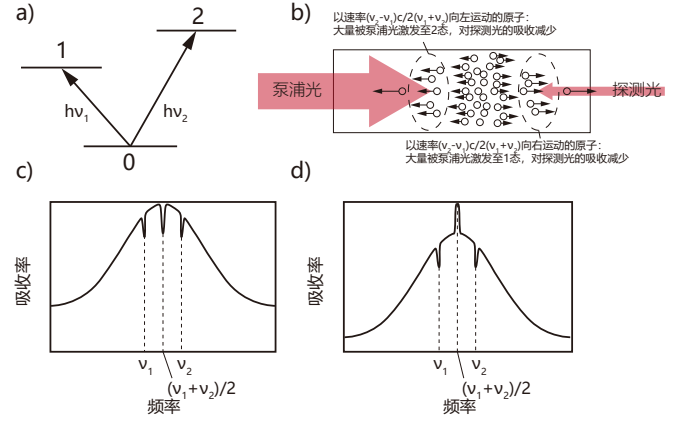 a)
2
1
hν₁
hν₂
0
b)
以速率(ν₂-ν₁)c/2(ν₁+ν₂)向左运动的原子:
大量被泵浦光激发至2态，对探测光的吸收减少
泵浦光
探测光
以速率(ν₂-ν₁)c/2(ν₁+ν₂)向右运动的原子:
大量被泵浦光激发至1态，对探测光的吸收减少
c)
吸收率
ν₁
ν₂
(ν₁+ν₂)/2
频率
d)
吸收率
ν₁
ν₂
(ν₁+ν₂)/2
频率